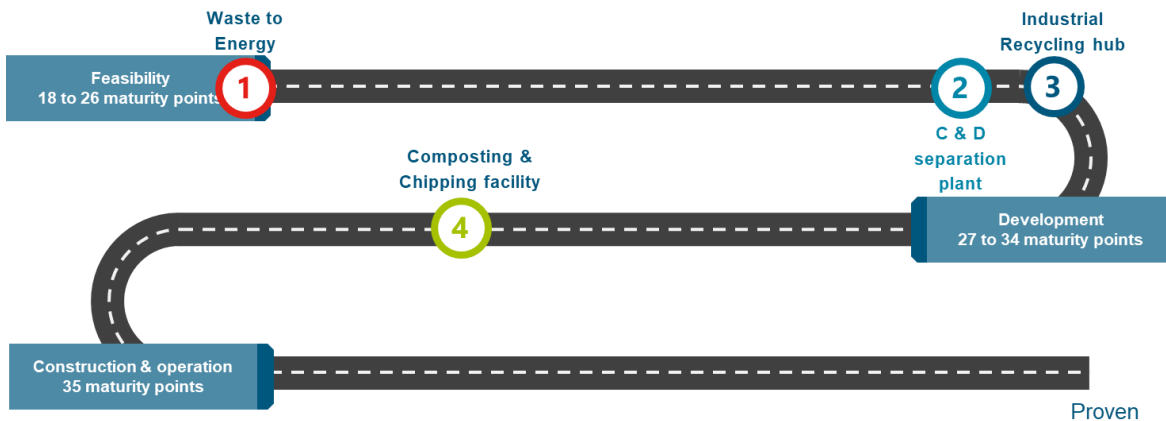 Waste to
Energy
Industrial
Recycling hub
Feasibility
18 to 26 maturity points
1
2
3
C & D
separation
plant
Composting &
Chipping facility
4
Development
27 to 34 maturity points
Construction & operation
35 maturity points
Proven